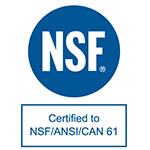 NSF®
Certified to
NSF/ANSI/CAN 61